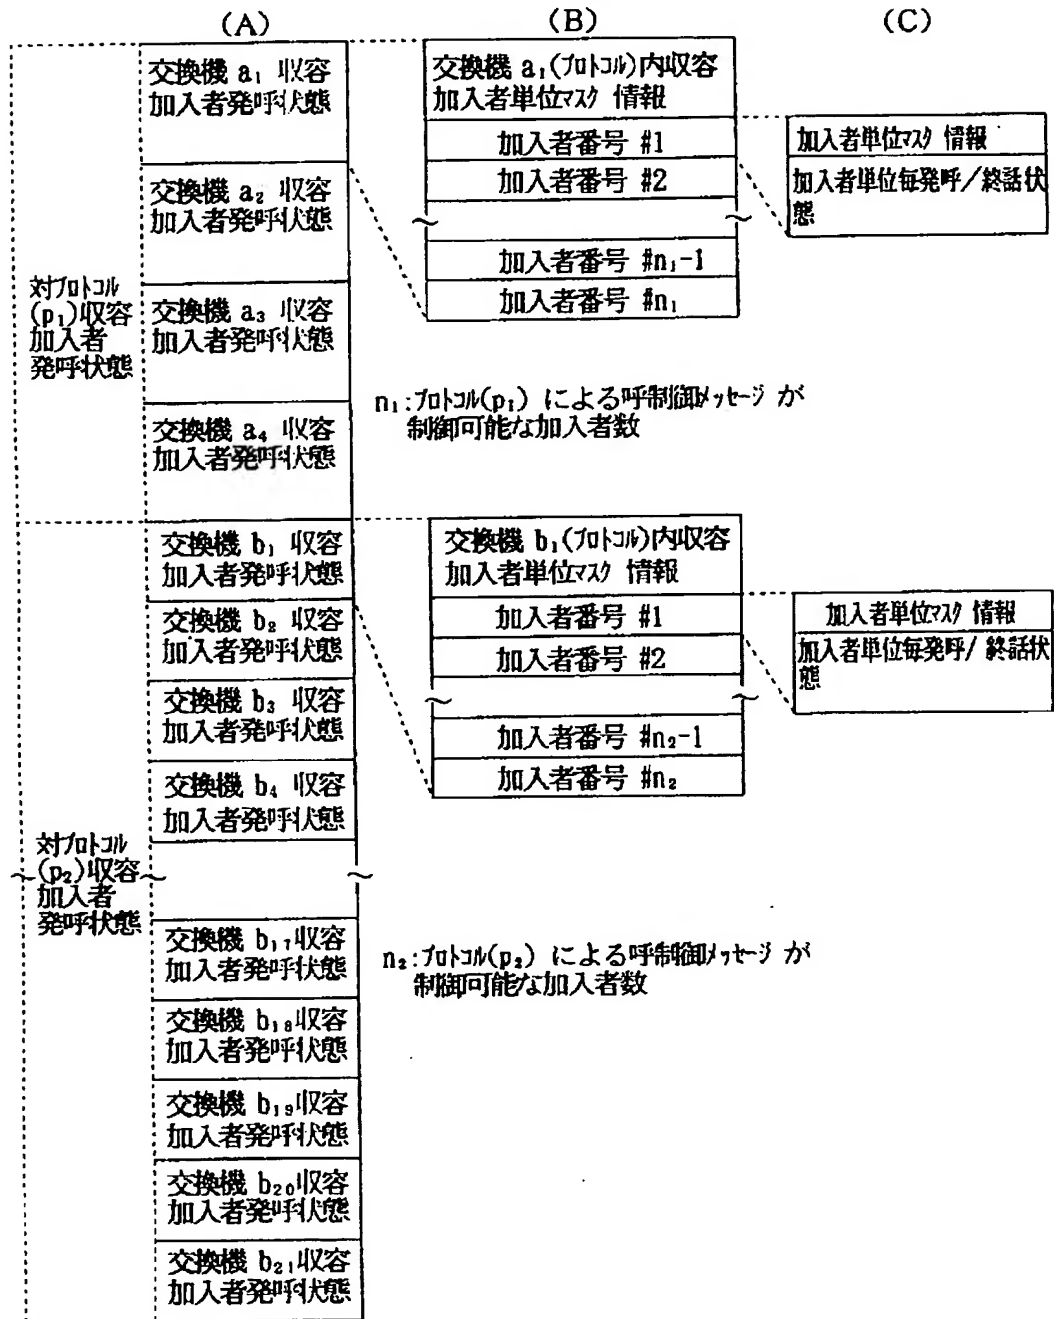 (A)
(B)
(C)
対プロトコル
(p₁)収容
加入者
発呼状態
交換機 a₁ 収容
加入者発呼状態
交換機 a₂ 収容
加入者発呼状態
交換機 a₃ 収容
加入者発呼状態
交換機 a₄ 収容
加入者発呼状態
交換機 a₁(プロトコル)内収容
加入者単位マスク 情報
加入者番号 #1
加入者番号 #2
加入者番号 #n₁-1
加入者番号 #n₁
加入者単位マスク 情報
加入者単位毎発呼/終話状
態
n₁:プロトコル(p₁) による呼制御メッセージ が
制御可能な加入者数
対プロトコル
(p₂)収容
加入者
発呼状態
交換機 b₁ 収容
加入者発呼状態
交換機 b₂ 収容
加入者発呼状態
交換機 b₃ 収容
加入者発呼状態
交換機 b₄ 収容
加入者発呼状態
交換機 b₁₇収容
加入者発呼状態
交換機 b₁₈収容
加入者発呼状態
交換機 b₁₉収容
加入者発呼状態
交換機 b₂₀収容
加入者発呼状態
交換機 b₂₁収容
加入者発呼状態
交換機 b₁(プロトコル)内収容
加入者単位マスク 情報
加入者番号 #1
加入者番号 #2
加入者番号 #n₂-1
加入者番号 #n₂
加入者単位マスク 情報
加入者単位毎発呼/ 終話状
態
n₂:プロトコル(p₂) による呼制御メッセージ が
制御可能な加入者数